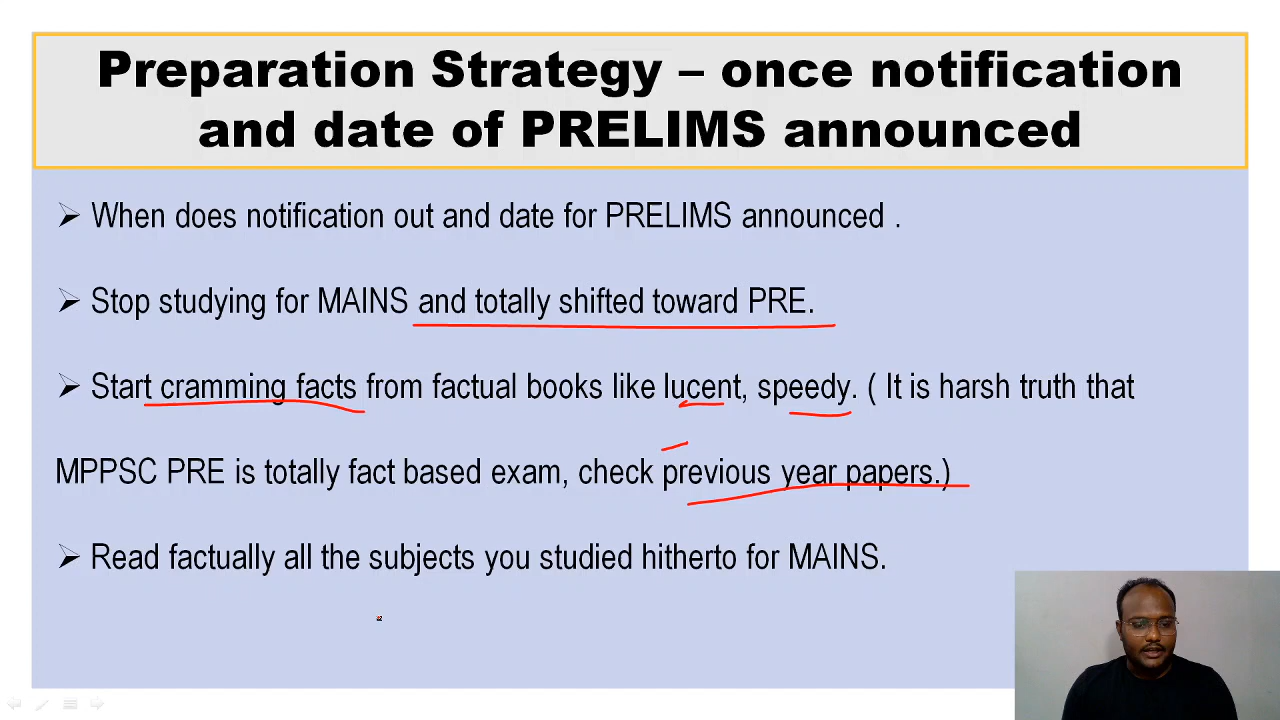 Preparation Strategy – once notification
and date of PRELIMS announced
➢ When does notification out and date for PRELIMS announced .
➢ Stop studying for MAINS and totally shifted toward PRE.
➢ Start cramming facts from factual books like lucent, speedy. ( It is harsh truth that
MPPSC PRE is totally fact based exam, check previous year papers.)
➢ Read factually all the subjects you studied hitherto for MAINS.